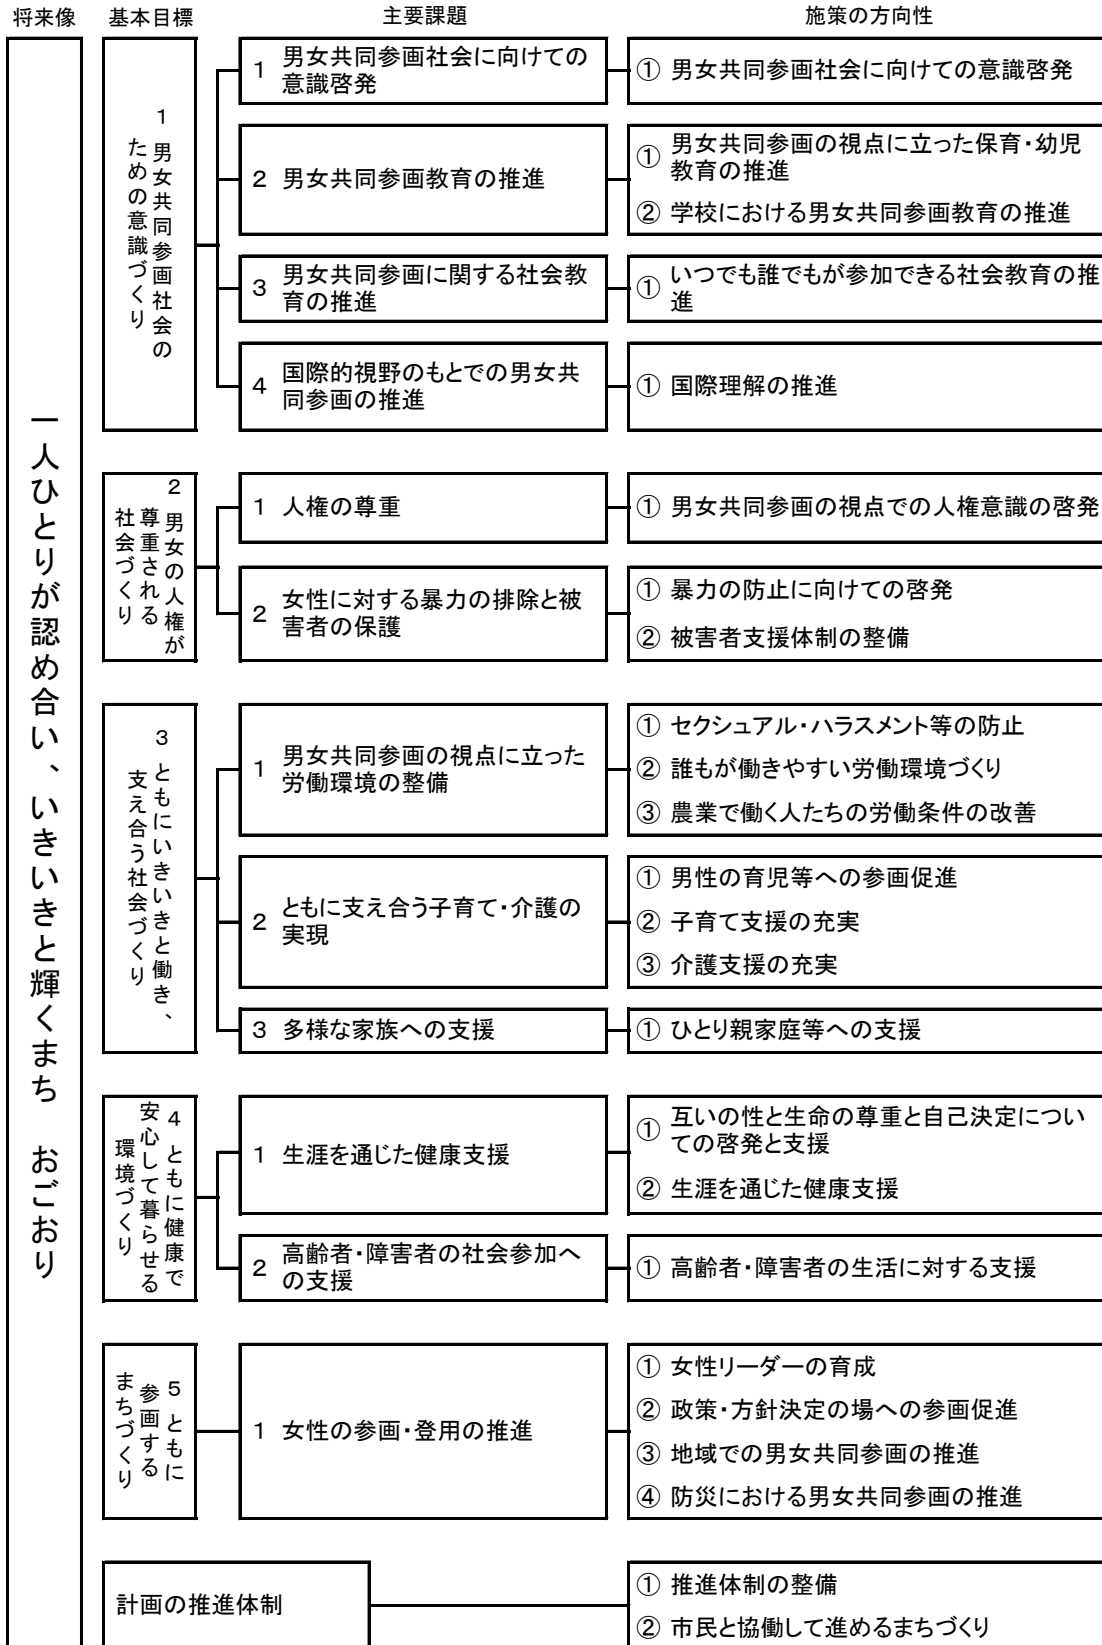 将来像
基本目標
主要課題
施策の方向性
一人ひとりが認め合い、いきいきと輝くまち　おごおり
1 男女共同参画社会の
ための意識づくり
1 男女共同参画社会に向けての
意識啓発
① 男女共同参画社会に向けての意識啓発
2 男女共同参画教育の推進
① 男女共同参画の視点に立った保育・幼児
教育の推進
② 学校における男女共同参画教育の推進
3 男女共同参画に関する社会教
育の推進
① いつでも誰でもが参加できる社会教育の推
進
4 国際的視野のもとでの男女共
同参画の推進
① 国際理解の推進
2 男女の人権が
尊重される
社会づくり
1 人権の尊重
① 男女共同参画の視点での人権意識の啓発
2 女性に対する暴力の排除と被
害者の保護
① 暴力の防止に向けての啓発
② 被害者支援体制の整備
3 ともにいきいきと働き、
支え合う社会づくり
1 男女共同参画の視点に立った
労働環境の整備
① セクシュアル・ハラスメント等の防止
② 誰もが働きやすい労働環境づくり
③ 農業で働く人たちの労働条件の改善
2 ともに支え合う子育て・介護の
実現
① 男性の育児等への参画促進
② 子育て支援の充実
③ 介護支援の充実
3 多様な家族への支援
① ひとり親家庭等への支援
4 ともに健康で
安心して暮らせる
環境づくり
1 生涯を通じた健康支援
① 互いの性と生命の尊重と自己決定につい
ての啓発と支援
② 生涯を通じた健康支援
2 高齢者・障害者の社会参加へ
の支援
① 高齢者・障害者の生活に対する支援
5 ともに
参画する
まちづくり
1 女性の参画・登用の推進
① 女性リーダーの育成
② 政策・方針決定の場への参画促進
③ 地域での男女共同参画の推進
④ 防災における男女共同参画の推進
計画の推進体制
① 推進体制の整備
② 市民と協働して進めるまちづくり